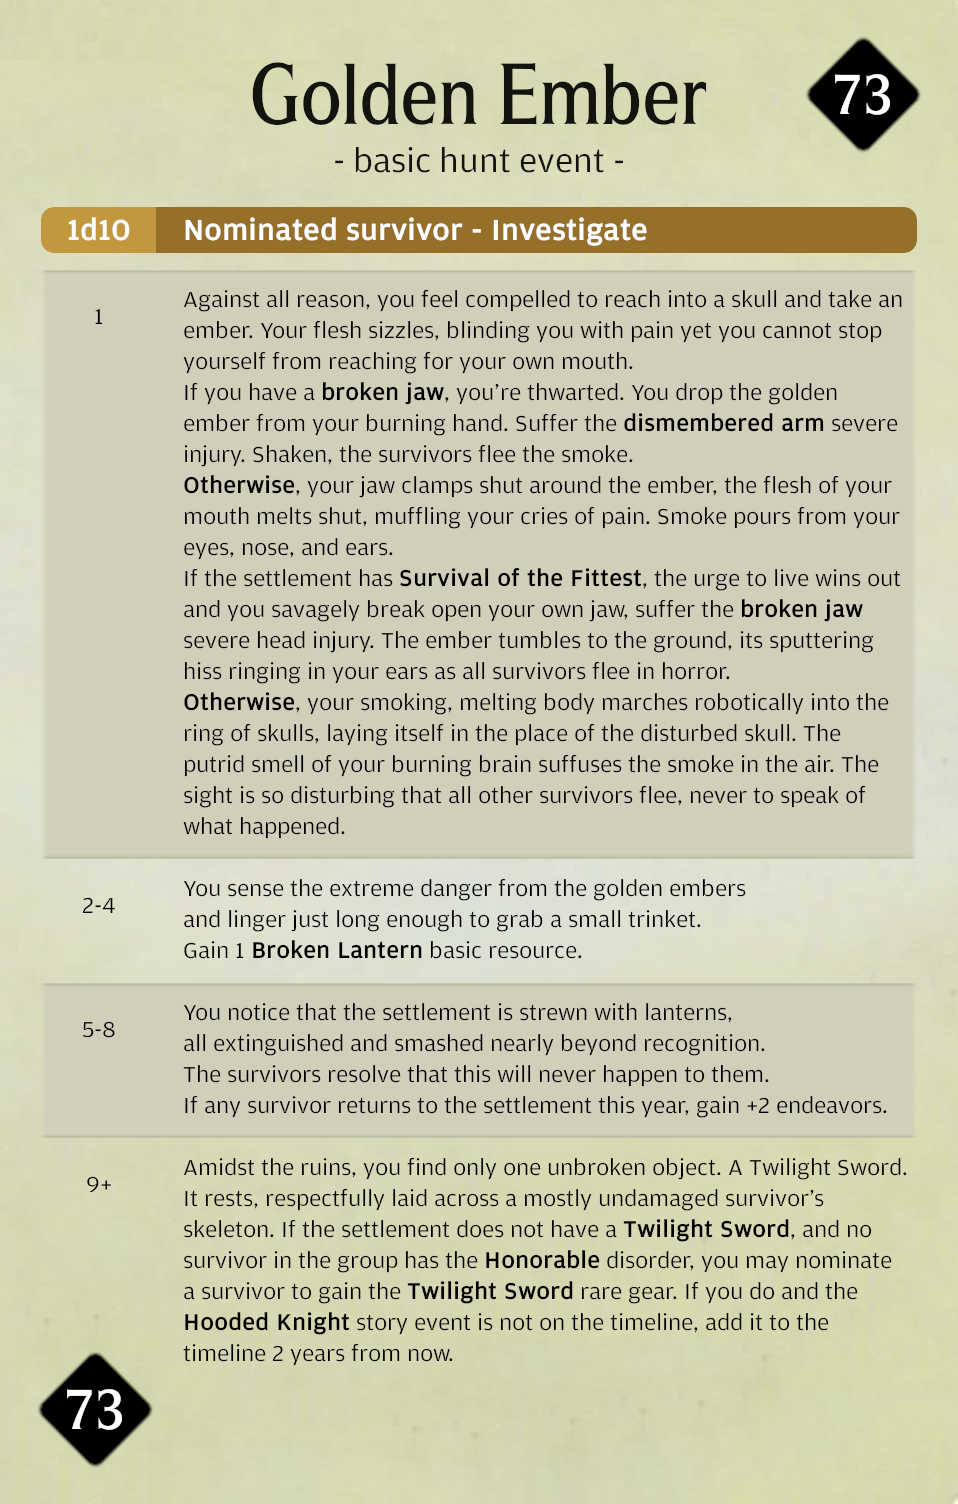 Golden Ember
73
- basic hunt event -
1d10 Nominated survivor - Investigate
1
Against all reason, you feel compelled to reach into a skull and take an
ember. Your flesh sizzles, blinding you with pain yet you cannot stop
yourself from reaching for your own mouth.
If you have a broken jaw, you’re thwarted. You drop the golden
ember from your burning hand. Suffer the dismembered arm severe
injury. Shaken, the survivors flee the smoke.
Otherwise, your jaw clamps shut around the ember, the flesh of your
mouth melts shut, muffling your cries of pain. Smoke pours from your
eyes, nose, and ears.
If the settlement has Survival of the Fittest, the urge to live wins out
and you savagely break open your own jaw, suffer the broken jaw
severe head injury. The ember tumbles to the ground, its sputtering
hiss ringing in your ears as all survivors flee in horror.
Otherwise, your smoking, melting body marches robotically into the
ring of skulls, laying itself in the place of the disturbed skull. The
putrid smell of your burning brain suffuses the smoke in the air. The
sight is so disturbing that all other survivors flee, never to speak of
what happened.
2-4
You sense the extreme danger from the golden embers
and linger just long enough to grab a small trinket.
Gain 1 Broken Lantern basic resource.
5-8
You notice that the settlement is strewn with lanterns,
all extinguished and smashed nearly beyond recognition.
The survivors resolve that this will never happen to them.
If any survivor returns to the settlement this year, gain +2 endeavors.
9+
Amidst the ruins, you find only one unbroken object. A Twilight Sword.
It rests, respectfully laid across a mostly undamaged survivor’s
skeleton. If the settlement does not have a Twilight Sword, and no
survivor in the group has the Honorable disorder, you may nominate
a survivor to gain the Twilight Sword rare gear. If you do and the
Hooded Knight story event is not on the timeline, add it to the
timeline 2 years from now.
73